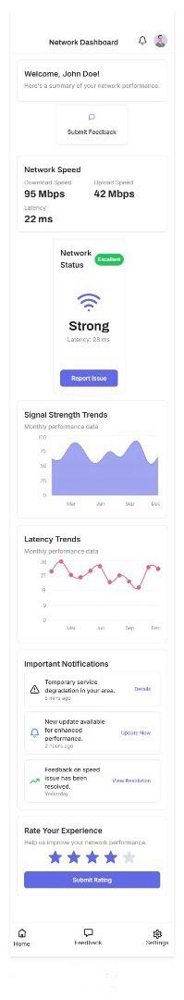 Network Dashboard
Welcome, John Doe!
Here's a summary of your network performance.
Submit Feedback
Network Speed
Download Speed
Upload Speed
95 Mbps
42 Mbps
Latency
22 ms
Network
Status
Excellent
Strong
Latency: 28 ms
Report Issue
Signal Strength Trends
Monthly performance data
100
75
50
25
0
Mar
Jun
Sep
Dec
Latency Trends
Monthly performance data
36
27
18
9
0
Mar
Jun
Sep
Dec
Important Notifications
Temporary service
degradation in your area.
5 mins ago
Details
New update available
for enhanced
performance.
2 hours ago
Update Now
Feedback on speed
issue has been
resolved.
Yesterday
View Resolution
Rate Your Experience
Help us improve your network performance.
Submit Rating
Home
Feedback
Settings